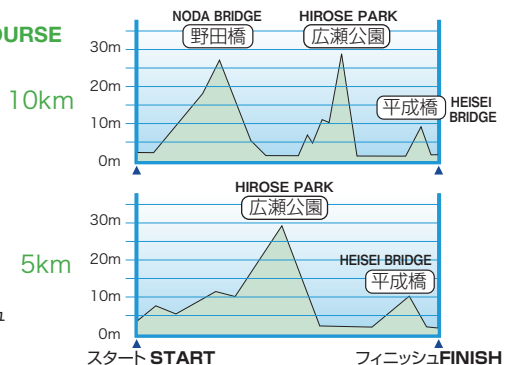 OURSE
NODA BRIDGE
野田橋
HIROSE PARK
広瀬公園
10km
30m
20m
10m
0m
平成橋
HEISEI
BRIDGE
HIROSE PARK
広瀬公園
5km
30m
20m
10m
0m
HEISEI BRIDGE
平成橋
ュ
スタート START
フィニッシュFINISH